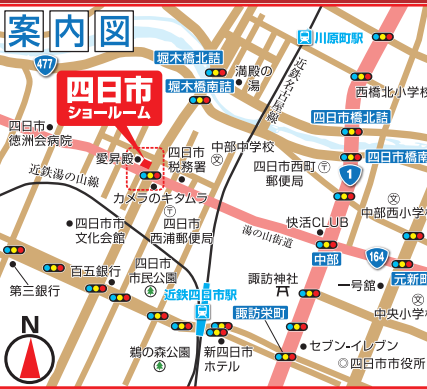 案内図
川原町駅
477
堀木橋北詰
近鉄名古屋線
満殿の
湯
堀木橋南詰
西橋北小学校
四日市
ショールーム
四日市橋北詰
四日市
徳洲会病院
愛昇殿
四日市
税務署
中部中学校
文
四日市橋南
四日市西町
郵便局
1
近鉄湯の山線
カメラのキタムラ
文
中部西小学校
四日市市
文化会館
四日市
西浦郵便局
湯の山街道
快活CLUB
中部
164
四日市
市民公園
百五銀行
諏訪神社
一号館
元新町
第三銀行
近鉄四日市駅
諏訪栄町
文
中央小学校
N
鵜の森公園
新四日市
ホテル
セブン-イレブン
四日市市役所